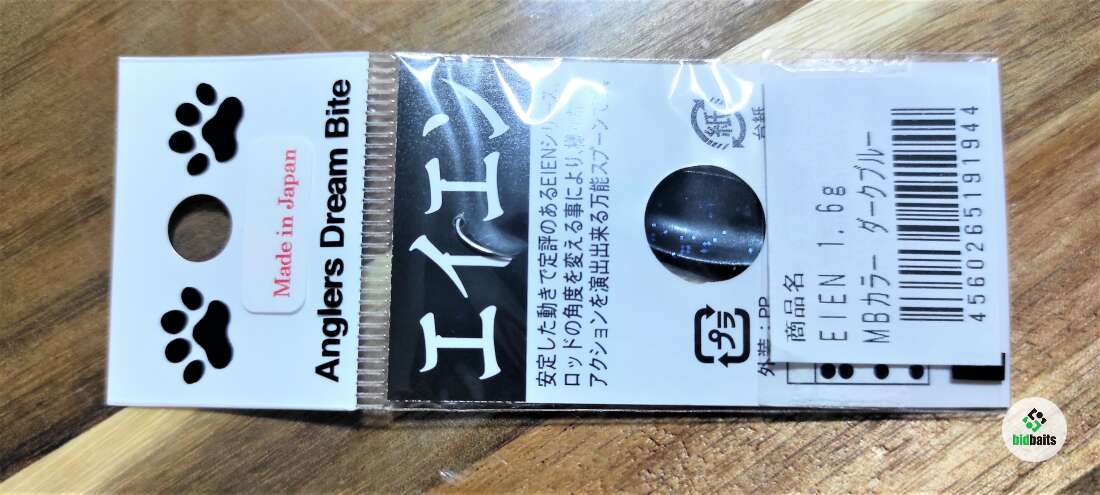 Made in Japan
Anglers Dream Bite
エイエン
安定した動きで定評のあるEIENシリ
ロッドの角度を変える事により、様
アクションを演出出来る万能スプーン
紙
台紙
プラ
外装:PP
商品名
EIEN 1.6g
MBカラー ダークブルー
4560265191944
bidbaits